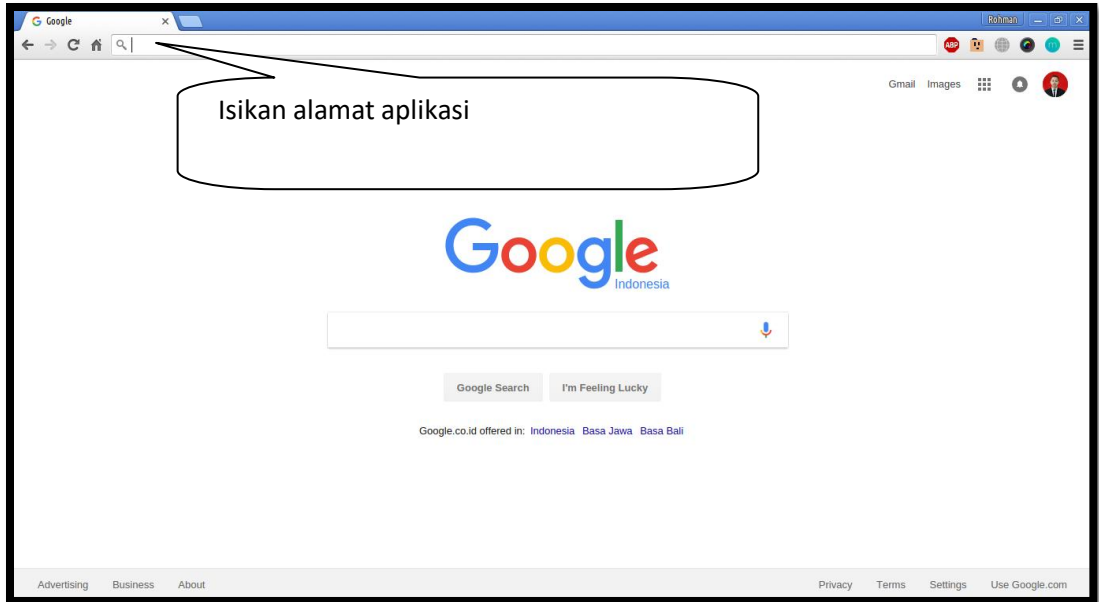 Google
Rohman
Isikan alamat aplikasi
ABP
Gmail Images
Google
Indonesia
Google Search I'm Feeling Lucky
Google.co.id offered in: Indonesia Basa Jawa Basa Bali
Advertising Business About Privacy Terms Settings Use Google.com